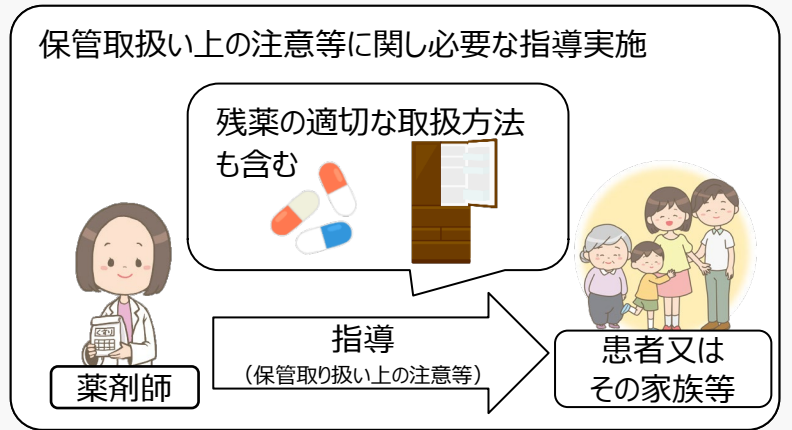 保管取扱い上の注意等に関し必要な指導実施
残薬の適切な取扱方法
も含む
くすり
指導
（保管取り扱い上の注意等）
薬剤師
患者又は
その家族等